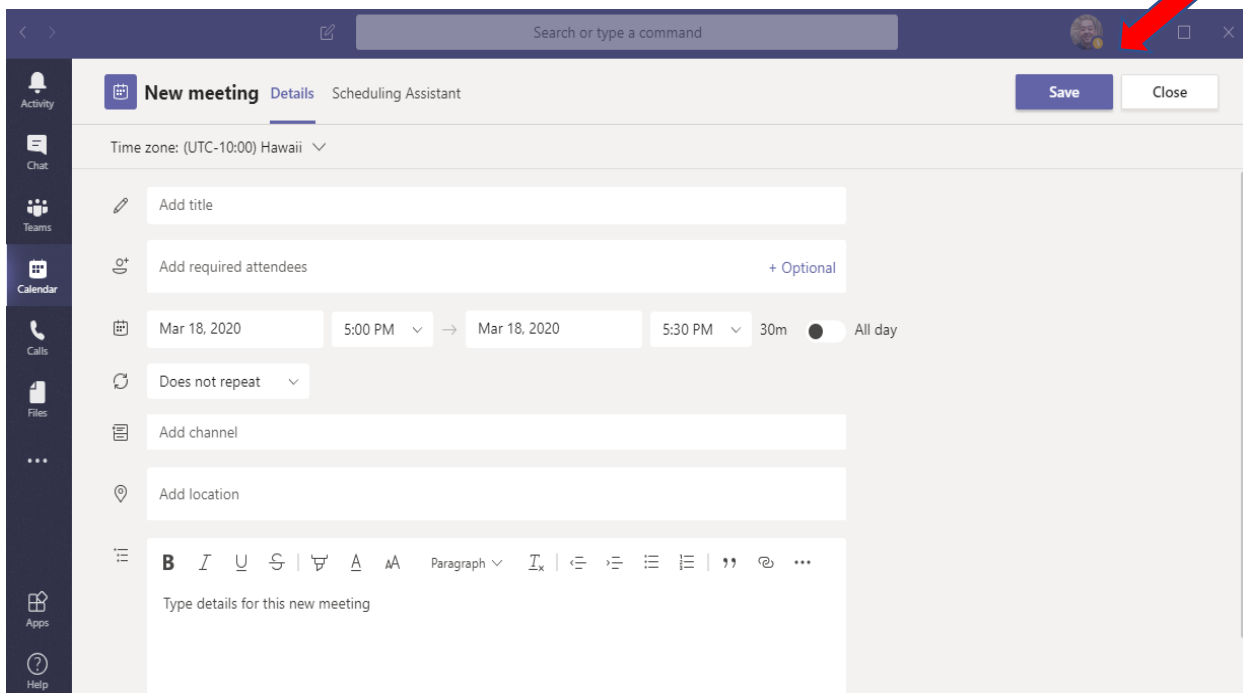 Search or type a command
Activity
Chat
Teams
Calendar
Calls
Files
Apps
Help
New meeting Details Scheduling Assistant Save Close
Time zone: (UTC-10:00) Hawaii
Add title
Add required attendees + Optional
Mar 18, 2020 5:00 PM → Mar 18, 2020 5:30 PM 30m All day
Does not repeat
Add channel
Add location
B I U S A AA Paragraph Ix
Type details for this new meeting